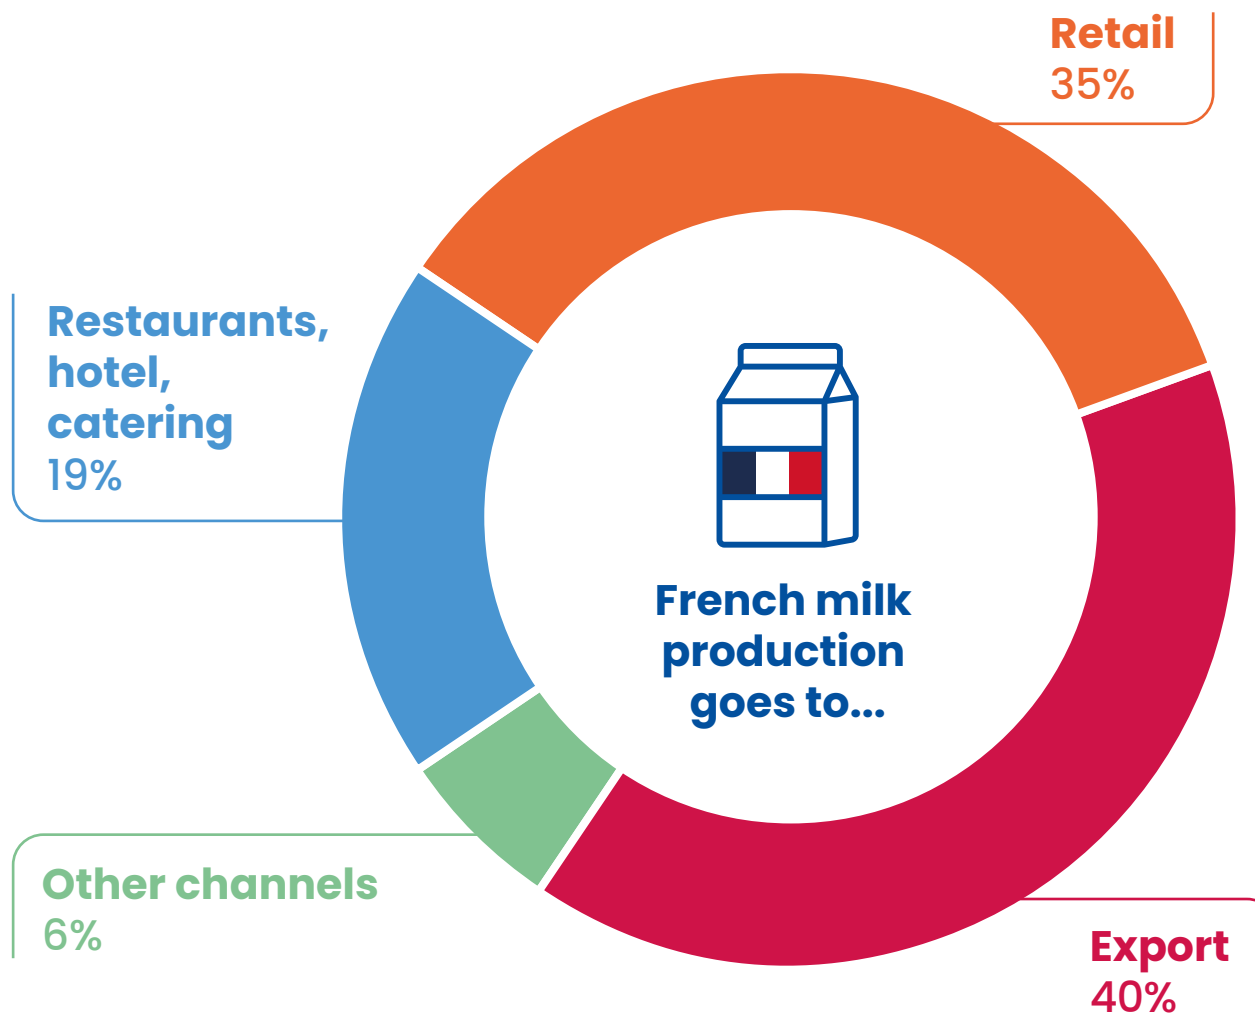 Retail
35%
Restaurants,
hotel,
catering
19%
French milk
production
goes to...
Other channels
6%
Export
40%